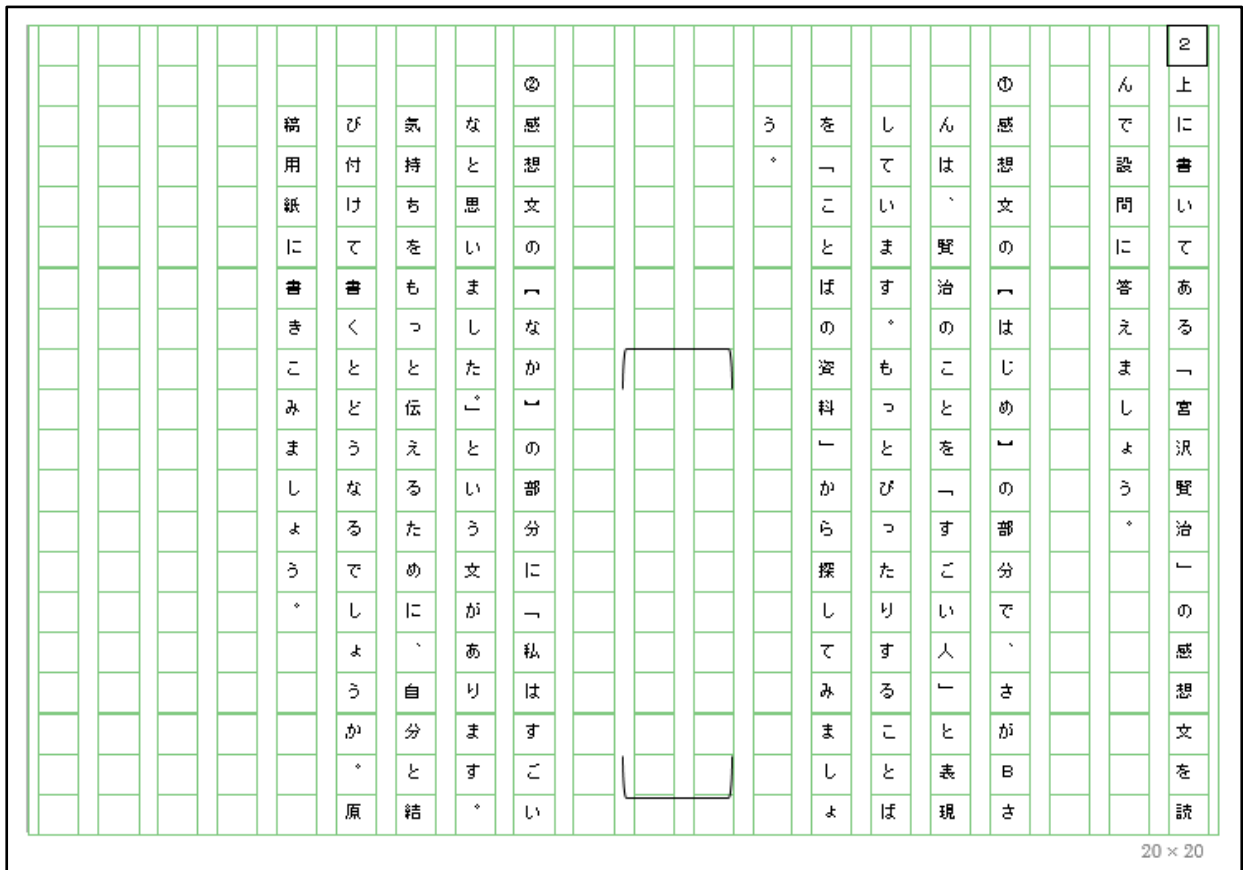 2上に書いてある「宮沢賢治」の感想文を読
んで設問に答えましょう。
①感想文の【はじめ】の部分で、さがBさ
んは、賢治のことを「すごい人」と表現
しています。もっとぴったりすることば
を「ことばの資料」から探してみましょ
う。
②感想文の【なか】の部分に「私はすごい
なと思いました。」という文があります。
気持ちをもっと伝えるために、自分と結
び付けて書くとどうなるでしょうか。原
稿用紙に書きこみましょう。
20×20